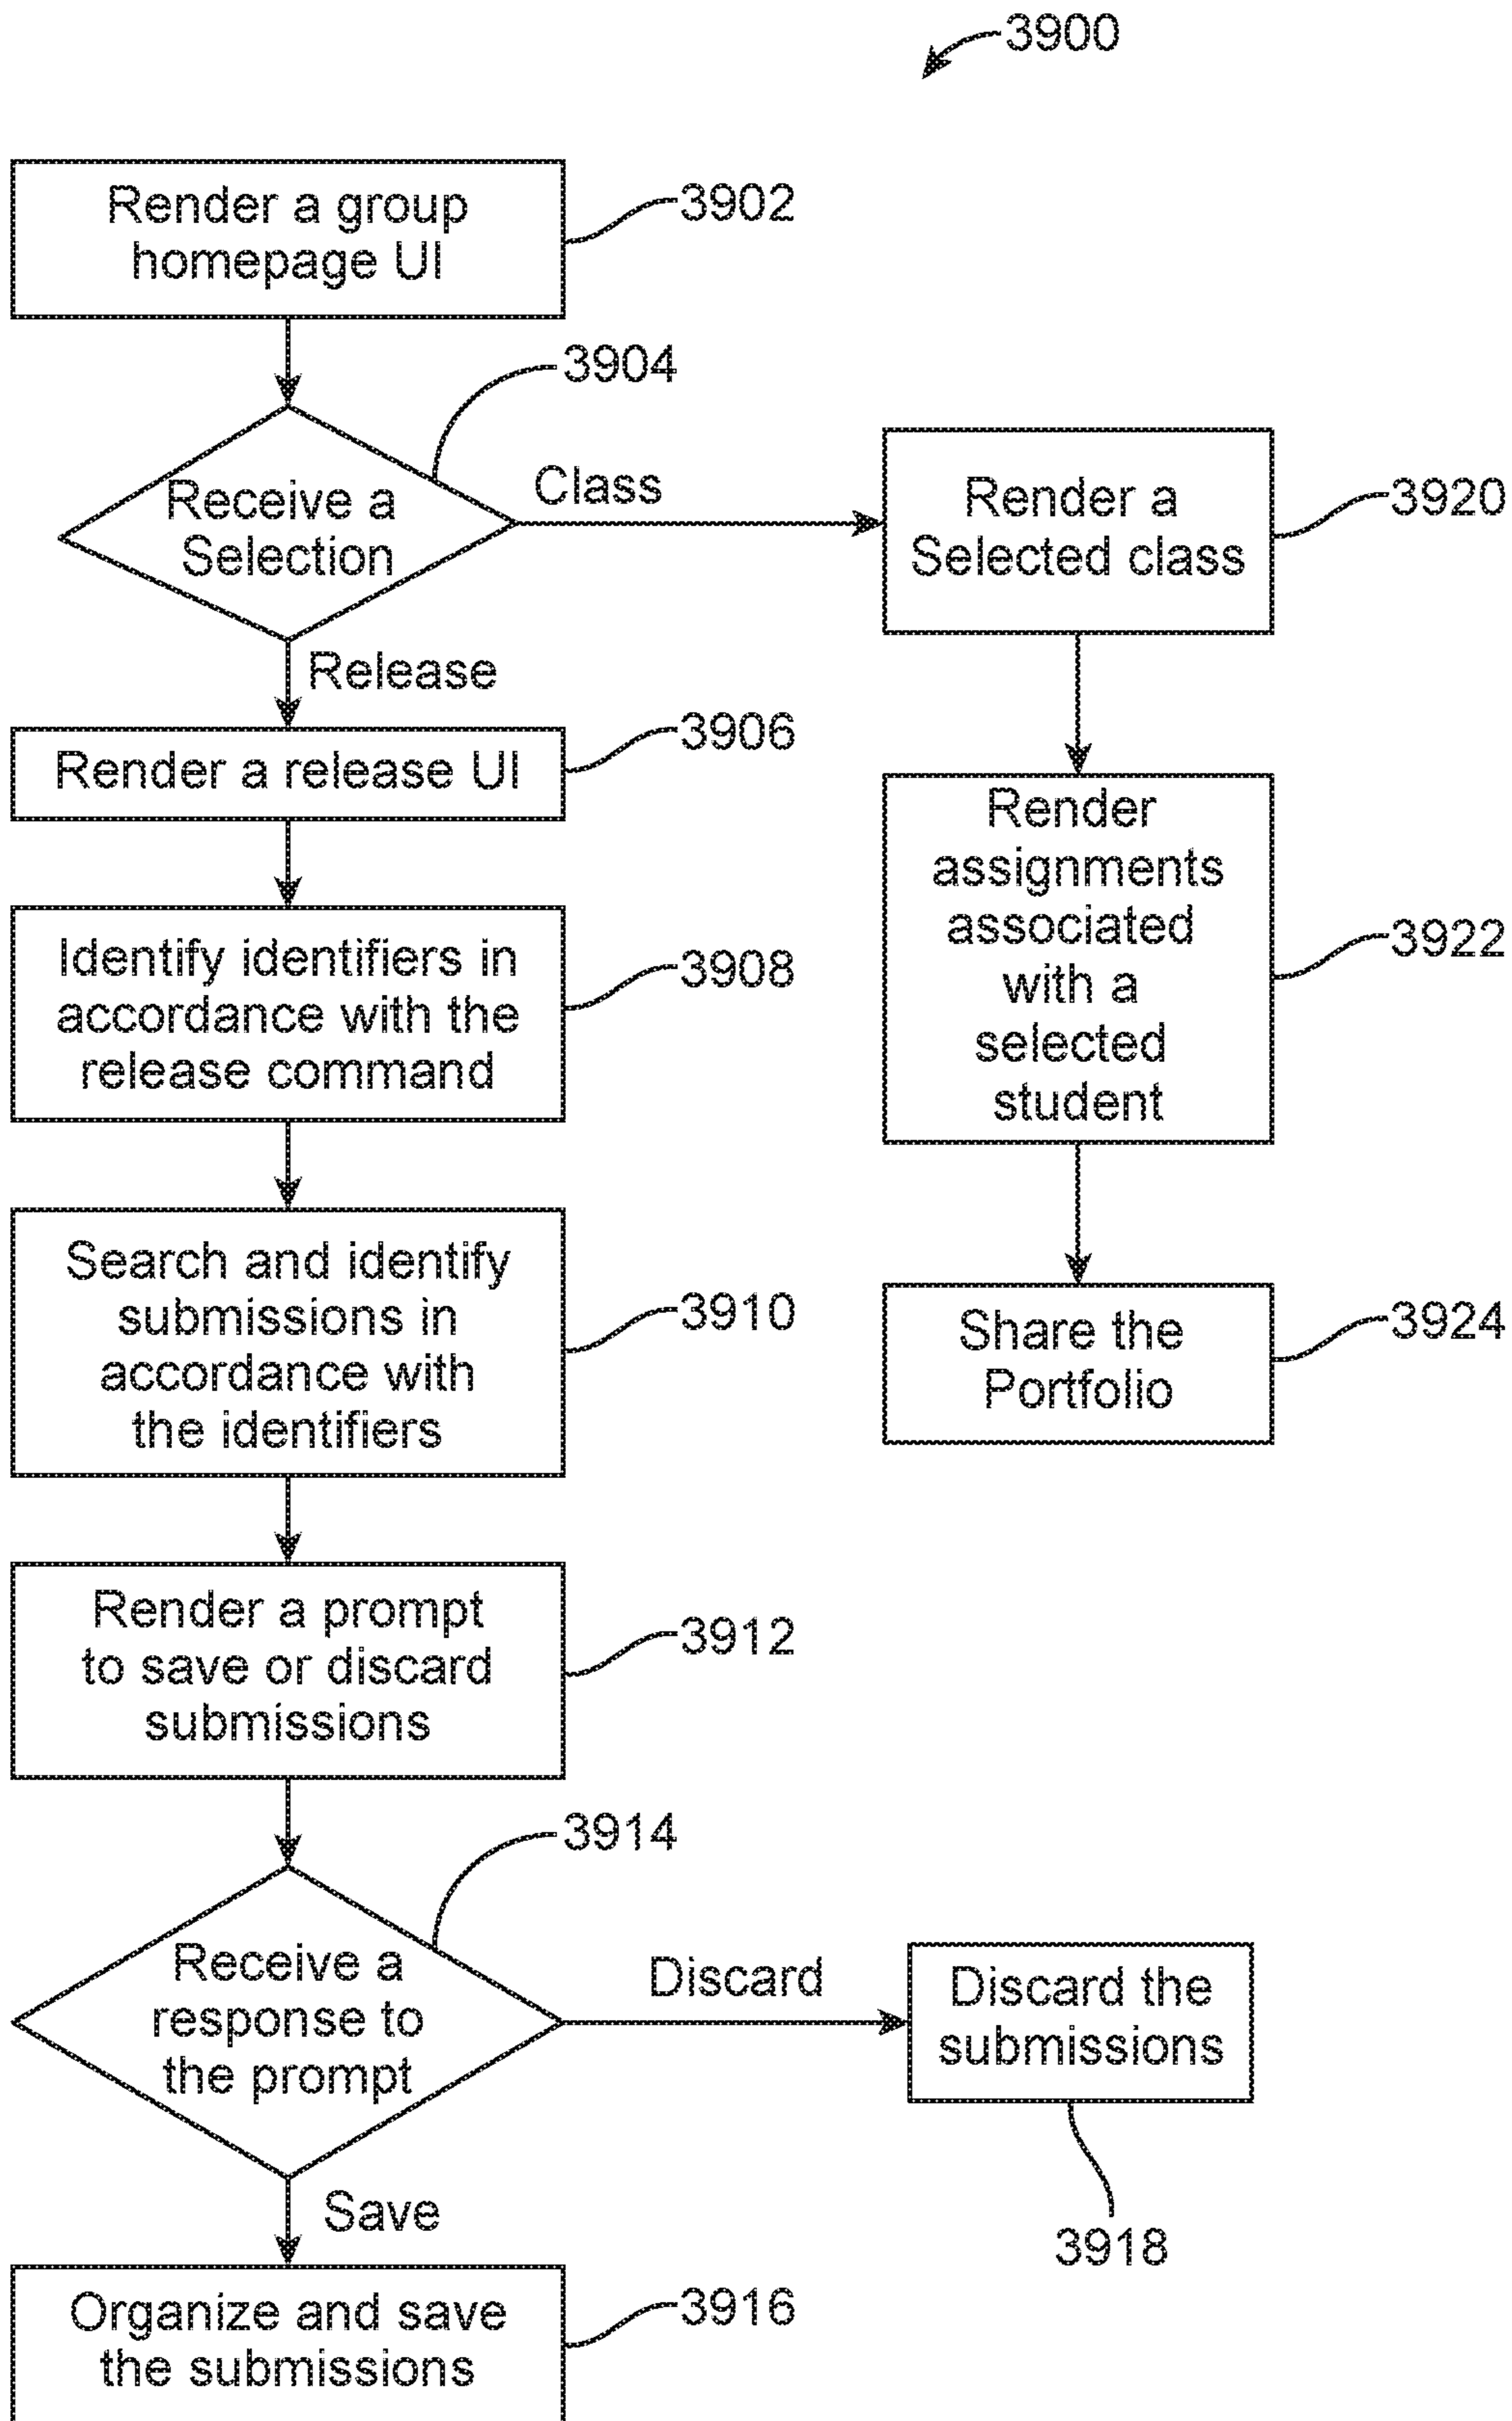 3900
Render a group
homepage UI
3902
3904
Receive a
Selection
Class
Render a
Selected class
3920
Release
Render a release UI
3906
Render
assignments
associated
with a
selected
student
3922
Identify identifiers in
accordance with the
release command
3908
Search and identify
submissions in
accordance with
the identifiers
3910
Share the
Portfolio
3924
Render a prompt
to save or discard
submissions
3912
3914
Receive a
response to
the prompt
Discard
Discard the
submissions
3918
Save
Organize and save
the submissions
3916